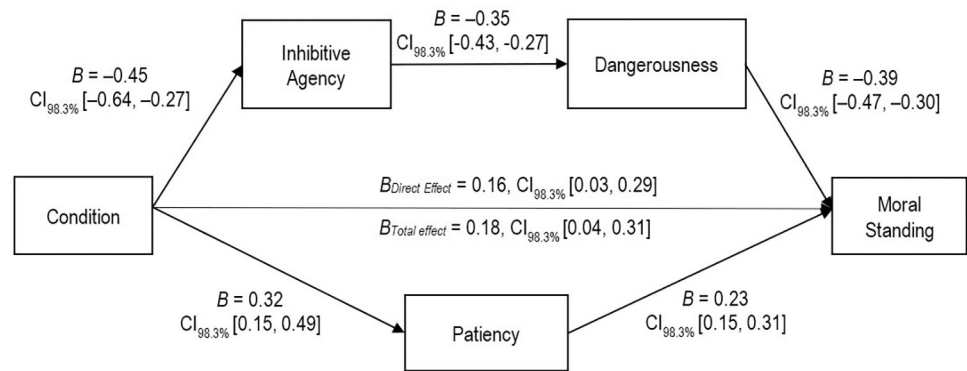 B = –0.35
CI98.3% [-0.43, -0.27]
Inhibitive
Agency
Dangerousness
B = –0.45
CI98.3% [–0.64, –0.27]
B = –0.39
CI98.3% [–0.47, –0.30]
Condition
BDirect Effect = 0.16, CI98.3% [0.03, 0.29]
BTotal effect = 0.18, CI98.3% [0.04, 0.31]
Moral
Standing
B = 0.32
CI98.3% [0.15, 0.49]
Patiency
B = 0.23
CI98.3% [0.15, 0.31]